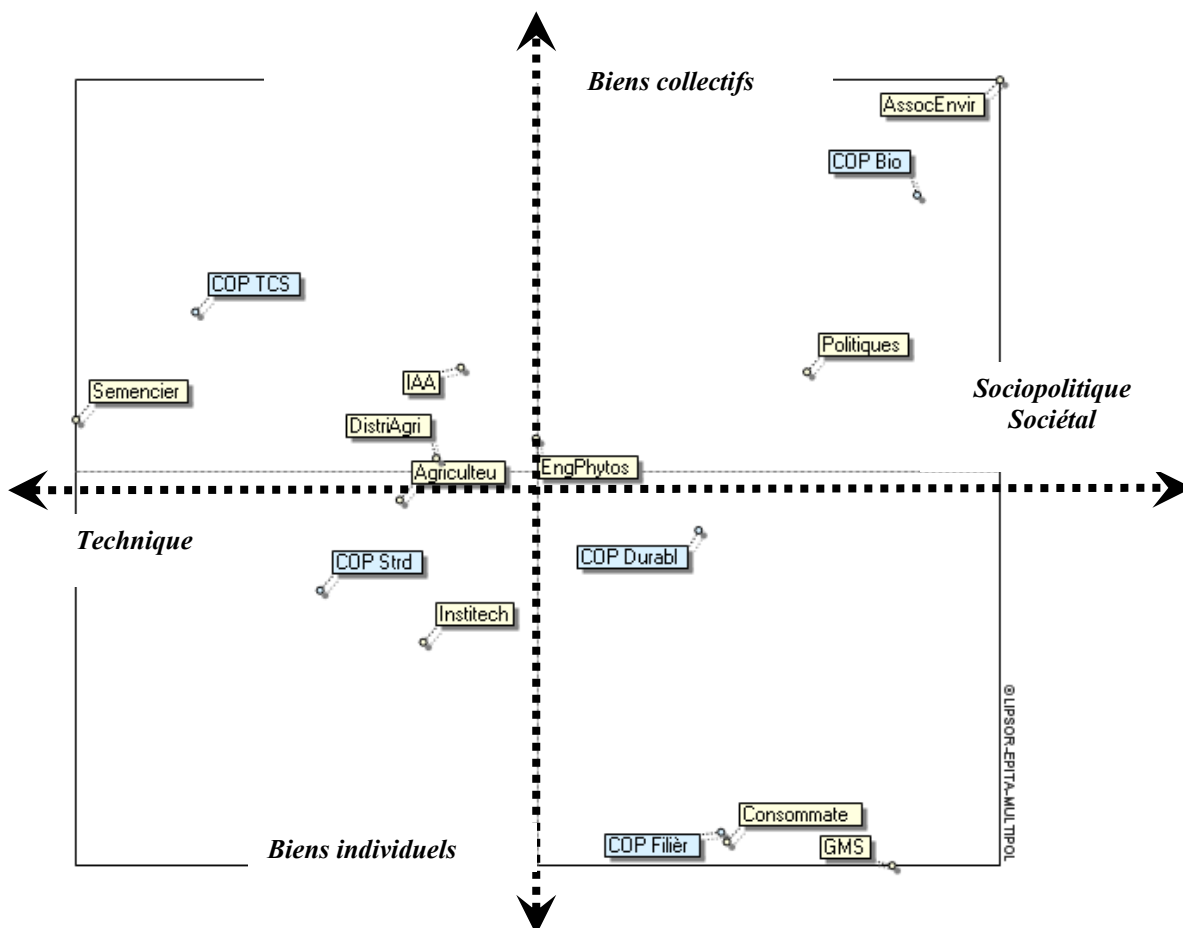 Biens collectifs
AssocEnvir
COP Bio
COP TCS
Politiques
IAA
Semencier
Sociopolitique
Sociétal
DistriAgri
Agriculteu
EngPhytos
Technique
COP Strd
COP Durabl
Institech
©LIPSOR-EPITA-MULTIPOL
Consommate
COP Filièr
GMS
Biens individuels